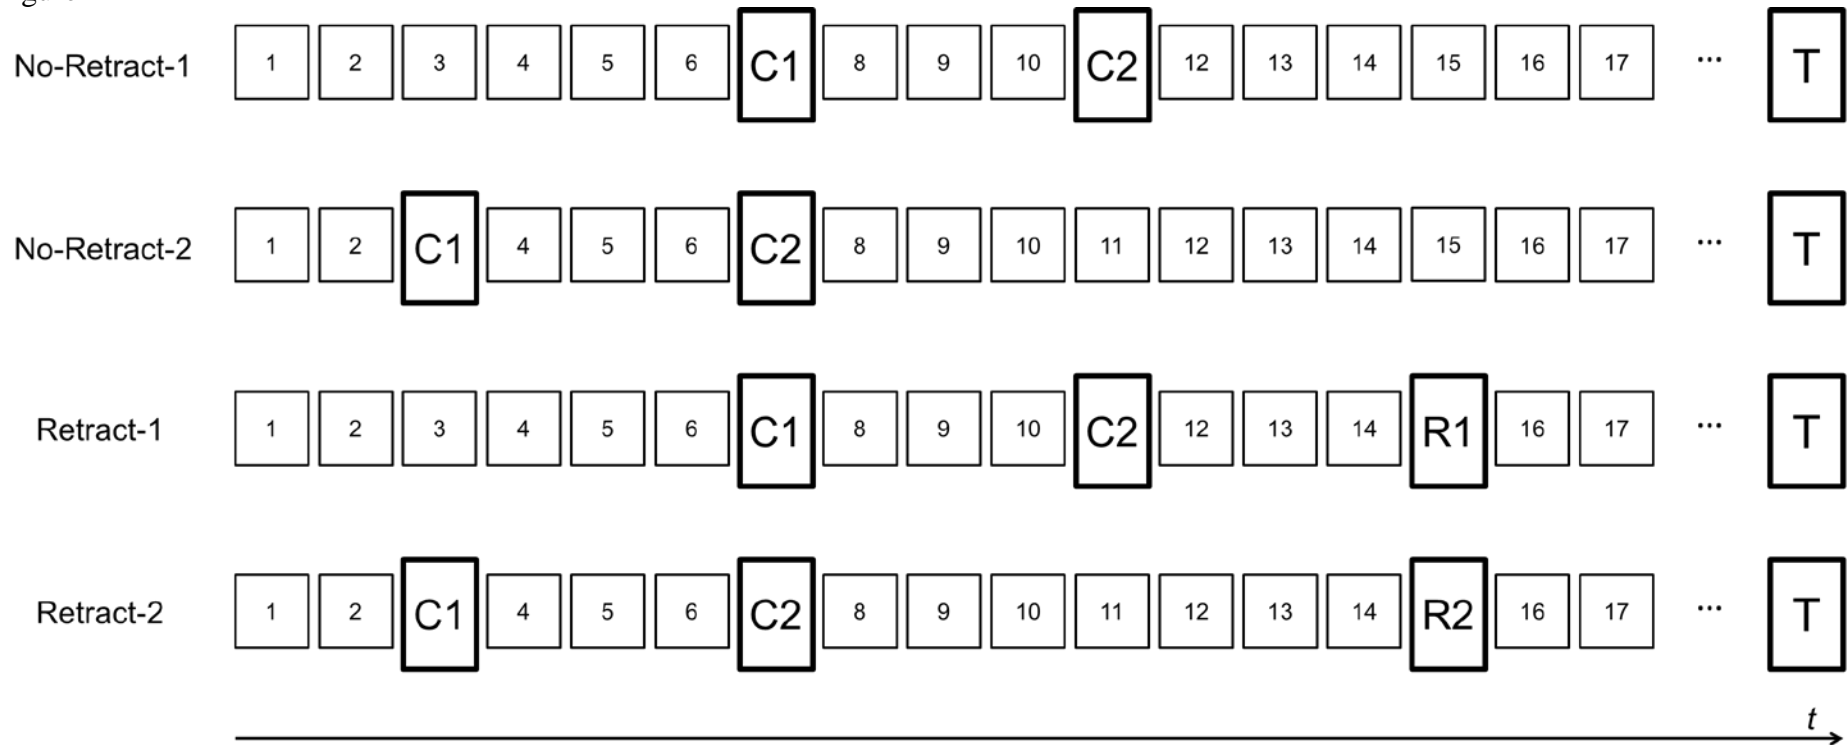 No-Retract-1 1 2 3 4 5 6 C1 8 9 10 C2 12 13 14 15 16 17 ... T
No-Retract-2 1 2 C1 4 5 6 C2 8 9 10 11 12 13 14 15 16 17 ... T
Retract-1 1 2 3 4 5 6 C1 8 9 10 C2 12 13 14 R1 16 17 ... T
Retract-2 1 2 C1 4 5 6 C2 8 9 10 11 12 13 14 R2 16 17 ... T
t